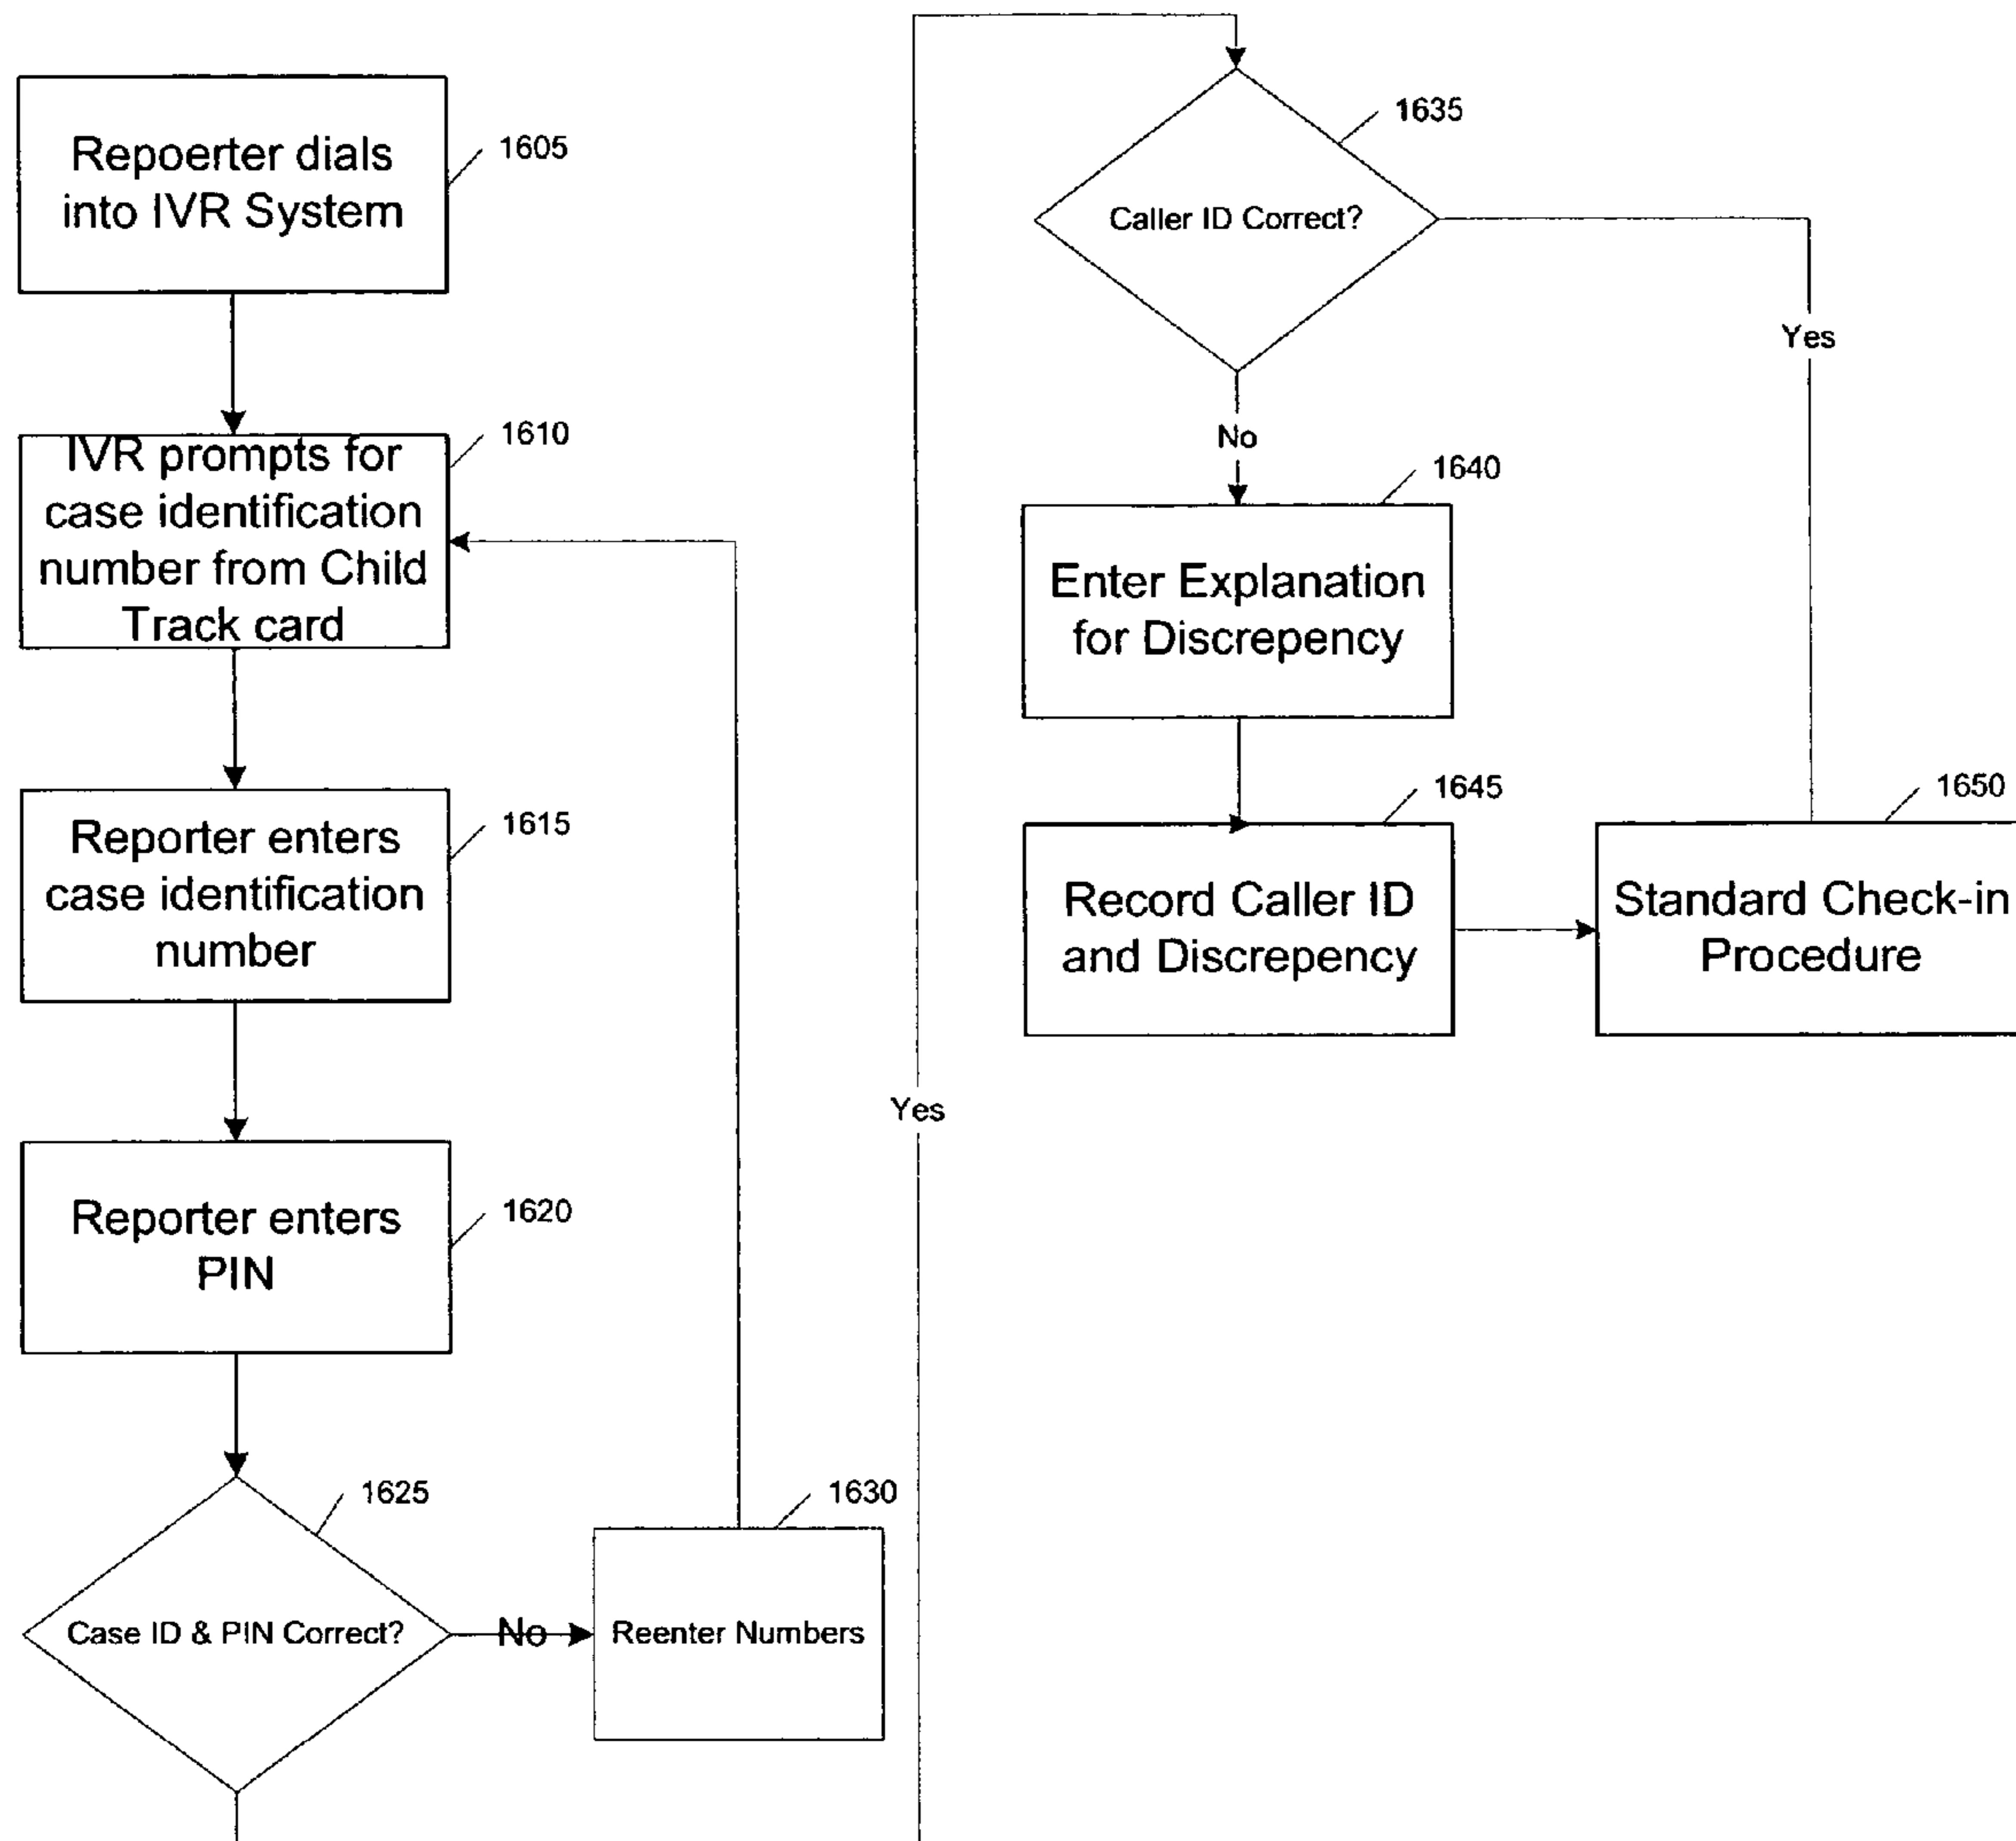 Repoerter dials
into IVR System
1605
IVR prompts for
case identification
number from Child
Track card
1610
Reporter enters
case identification
number
1615
Reporter enters
PIN
1620
Case ID & PIN Correct?
1625
No
Reenter Numbers
1630
Yes
Caller ID Correct?
1635
Yes
No
Enter Explanation
for Discrepency
1640
Record Caller ID
and Discrepency
1645
Standard Check-in
Procedure
1650